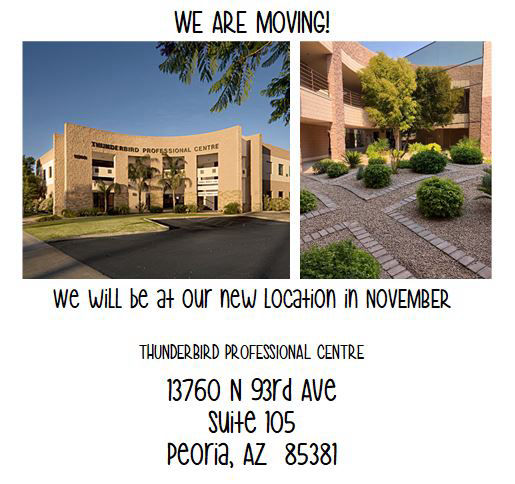 WE ARE MOVING!
THUNDERBIRD PROFESSIONAL CENTRE
We will be at our new location in NOVEMBER
THUNDERBIRD PROFESSIONAL CENTRE
13760 N 93rd Ave
Suite 105
Peoria, AZ 85381